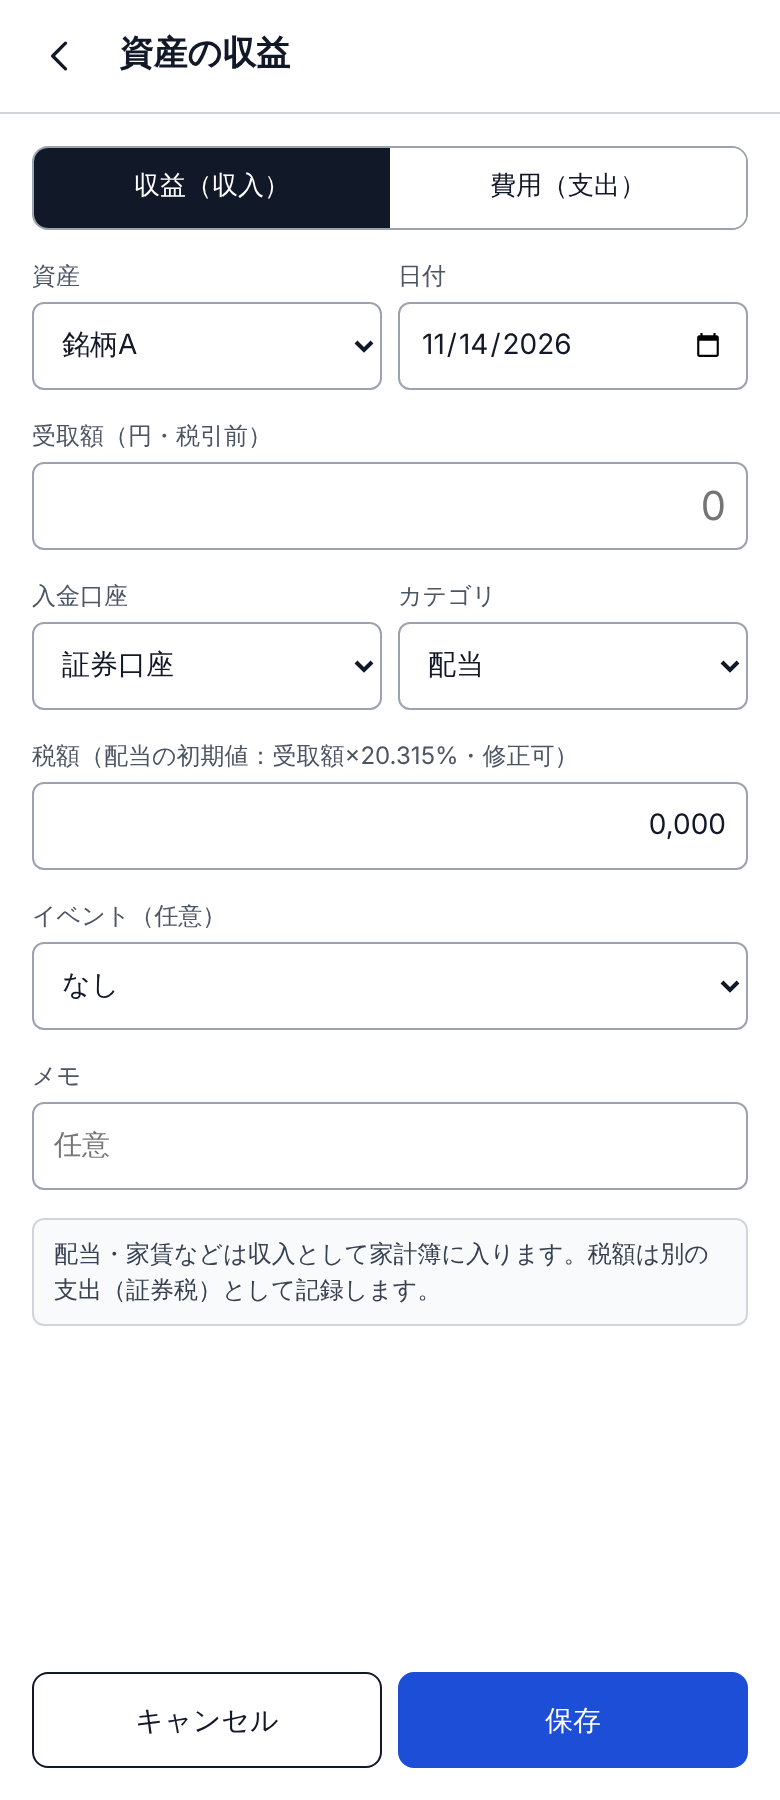 資産の収益
収益（収入）
費用（支出）
資産
日付
銘柄A
11/14/2026
受取額（円・税引前）
0
入金口座
カテゴリ
証券口座
配当
税額（配当の初期値：受取額×20.315%・修正可）
0,000
イベント（任意）
なし
メモ
任意
配当・家賃などは収入として家計簿に入ります。税額は別の
支出（証券税）として記録します。
キャンセル
保存